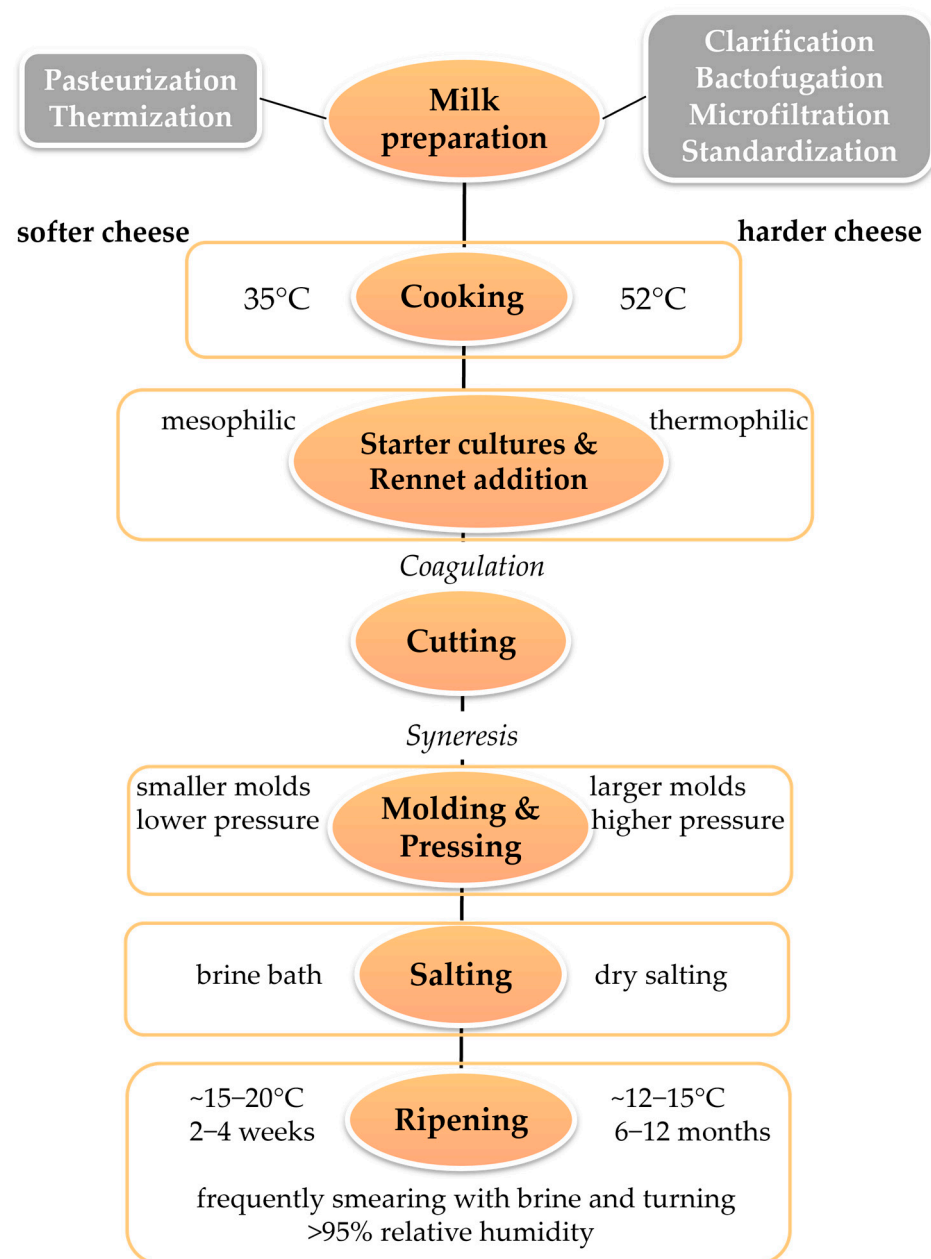 Pasteurization
Thermization
Milk
preparation
Clarification
Bactofugation
Microfiltration
Standardization
softer cheese
harder cheese
35°C
Cooking
52°C
mesophilic
Starter cultures &
Rennet addition
thermophilic
Coagulation
Cutting
Syneresis
smaller molds
lower pressure
Molding &
Pressing
larger molds
higher pressure
brine bath
Salting
dry salting
~15–20°C
2–4 weeks
Ripening
~12–15°C
6–12 months
frequently smearing with brine and turning
>95% relative humidity